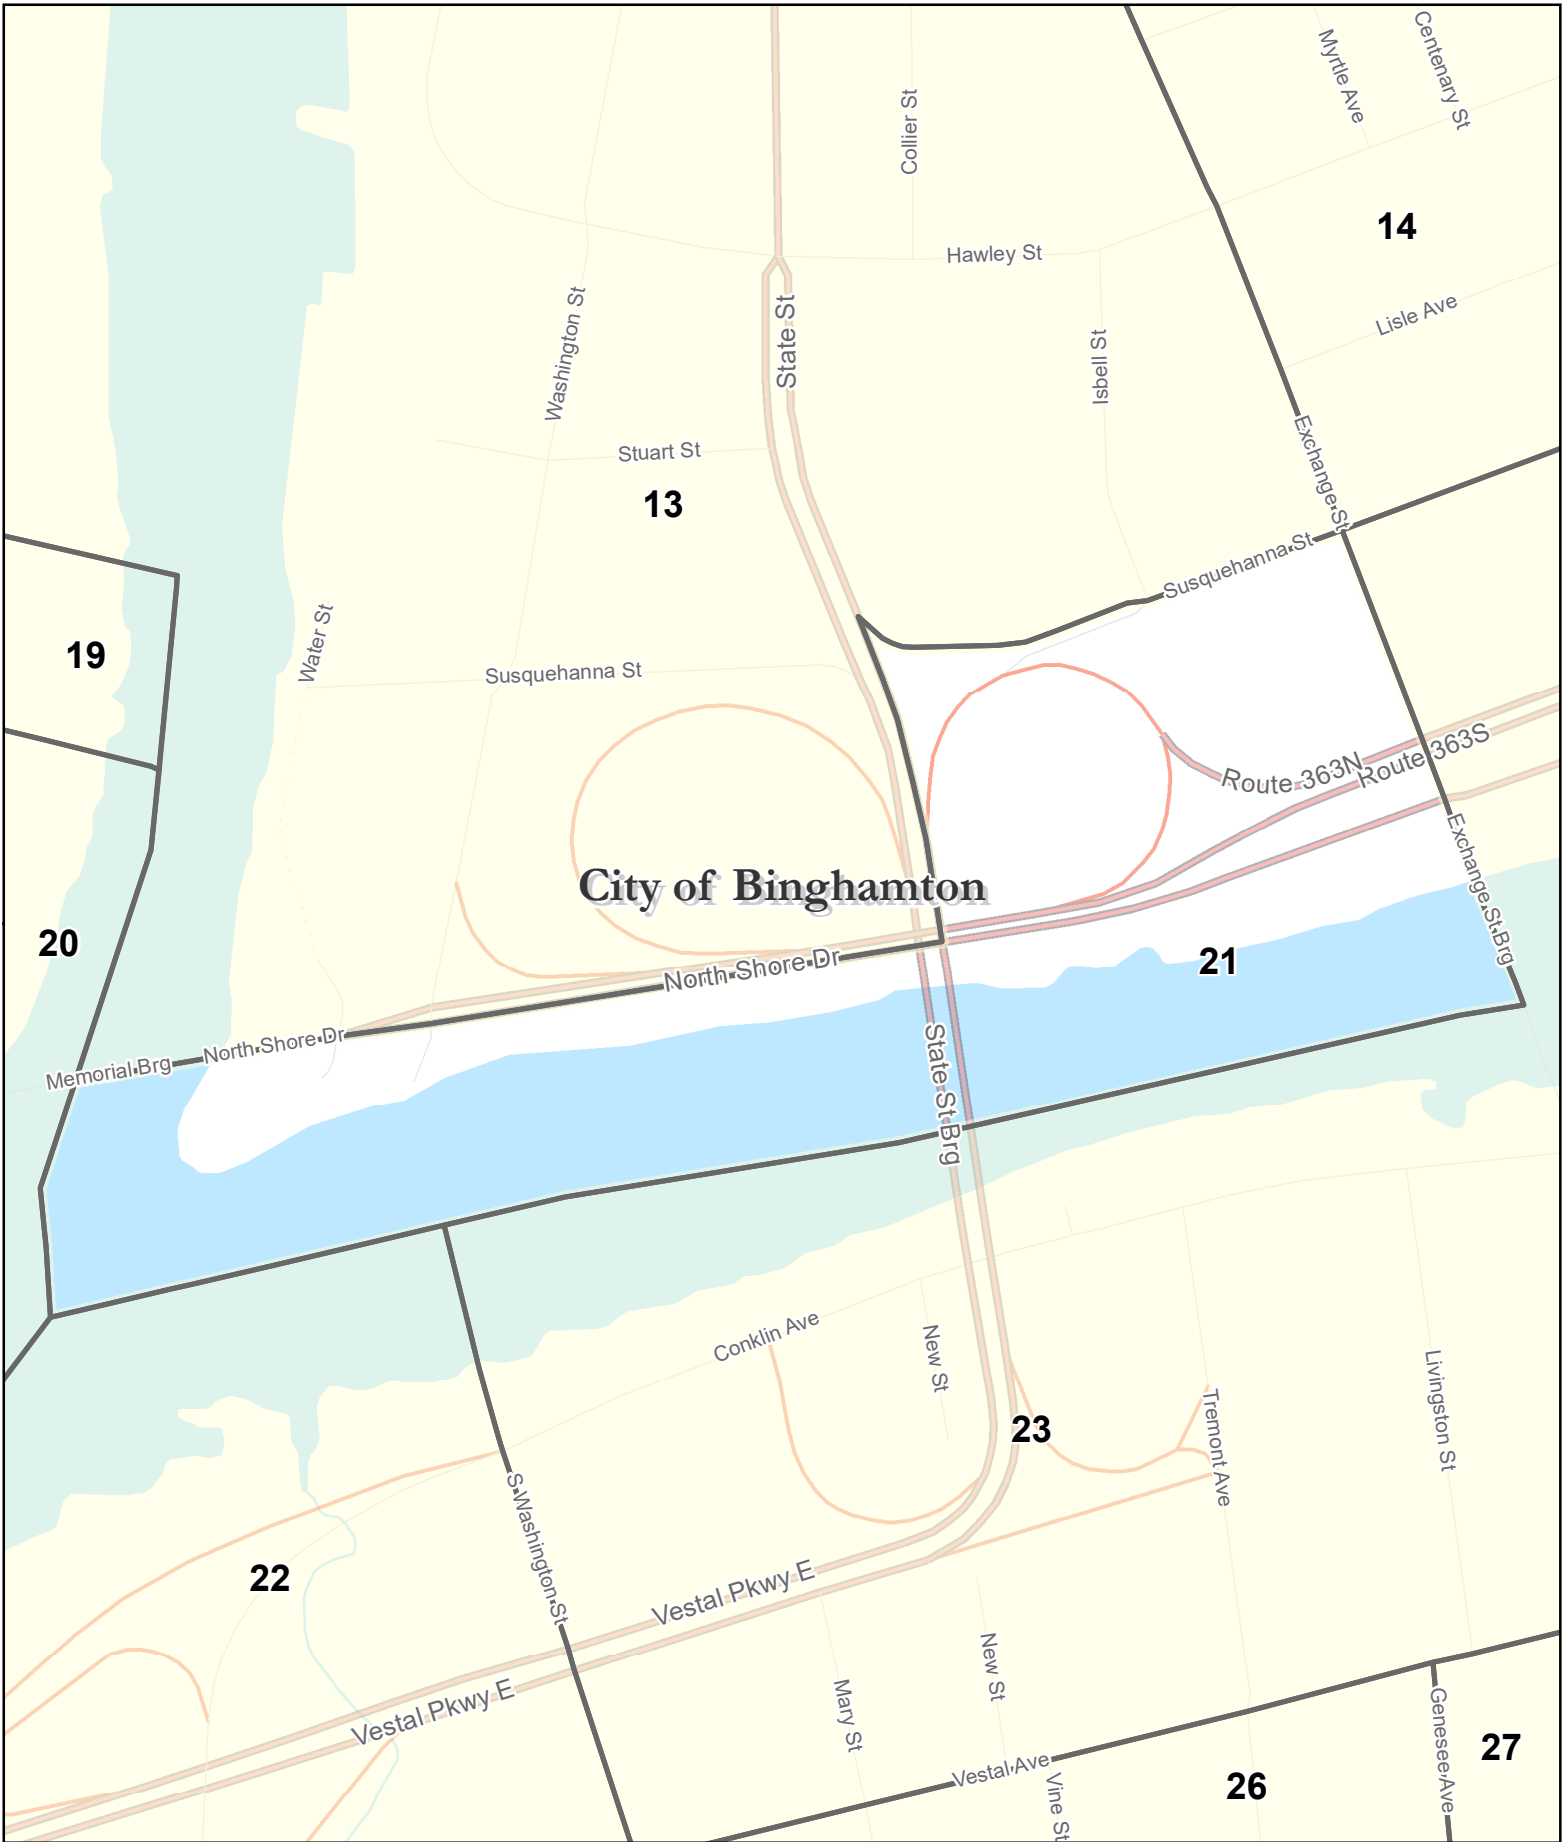 Centenary St
Myrtle Ave
Collier St
14
Hawley St
Washington St
State St
Lisle Ave
Isbell St
Stuart St
Exchange St
13
Susquehanna St
Water St
19
Susquehanna St
Route 363N
Route 363S
City of Binghamton
Exchange St Brg
20
North Shore Dr
21
North Shore Dr
Memorial Brg
State St Brg
Conklin Ave
New St
Livingston St
Tremont Ave
23
S Washington St
22
Vestal Pkwy E
New St
Vestal Pkwy E
Mary St
Genesee Ave
27
Vestal Ave
26
Vine St